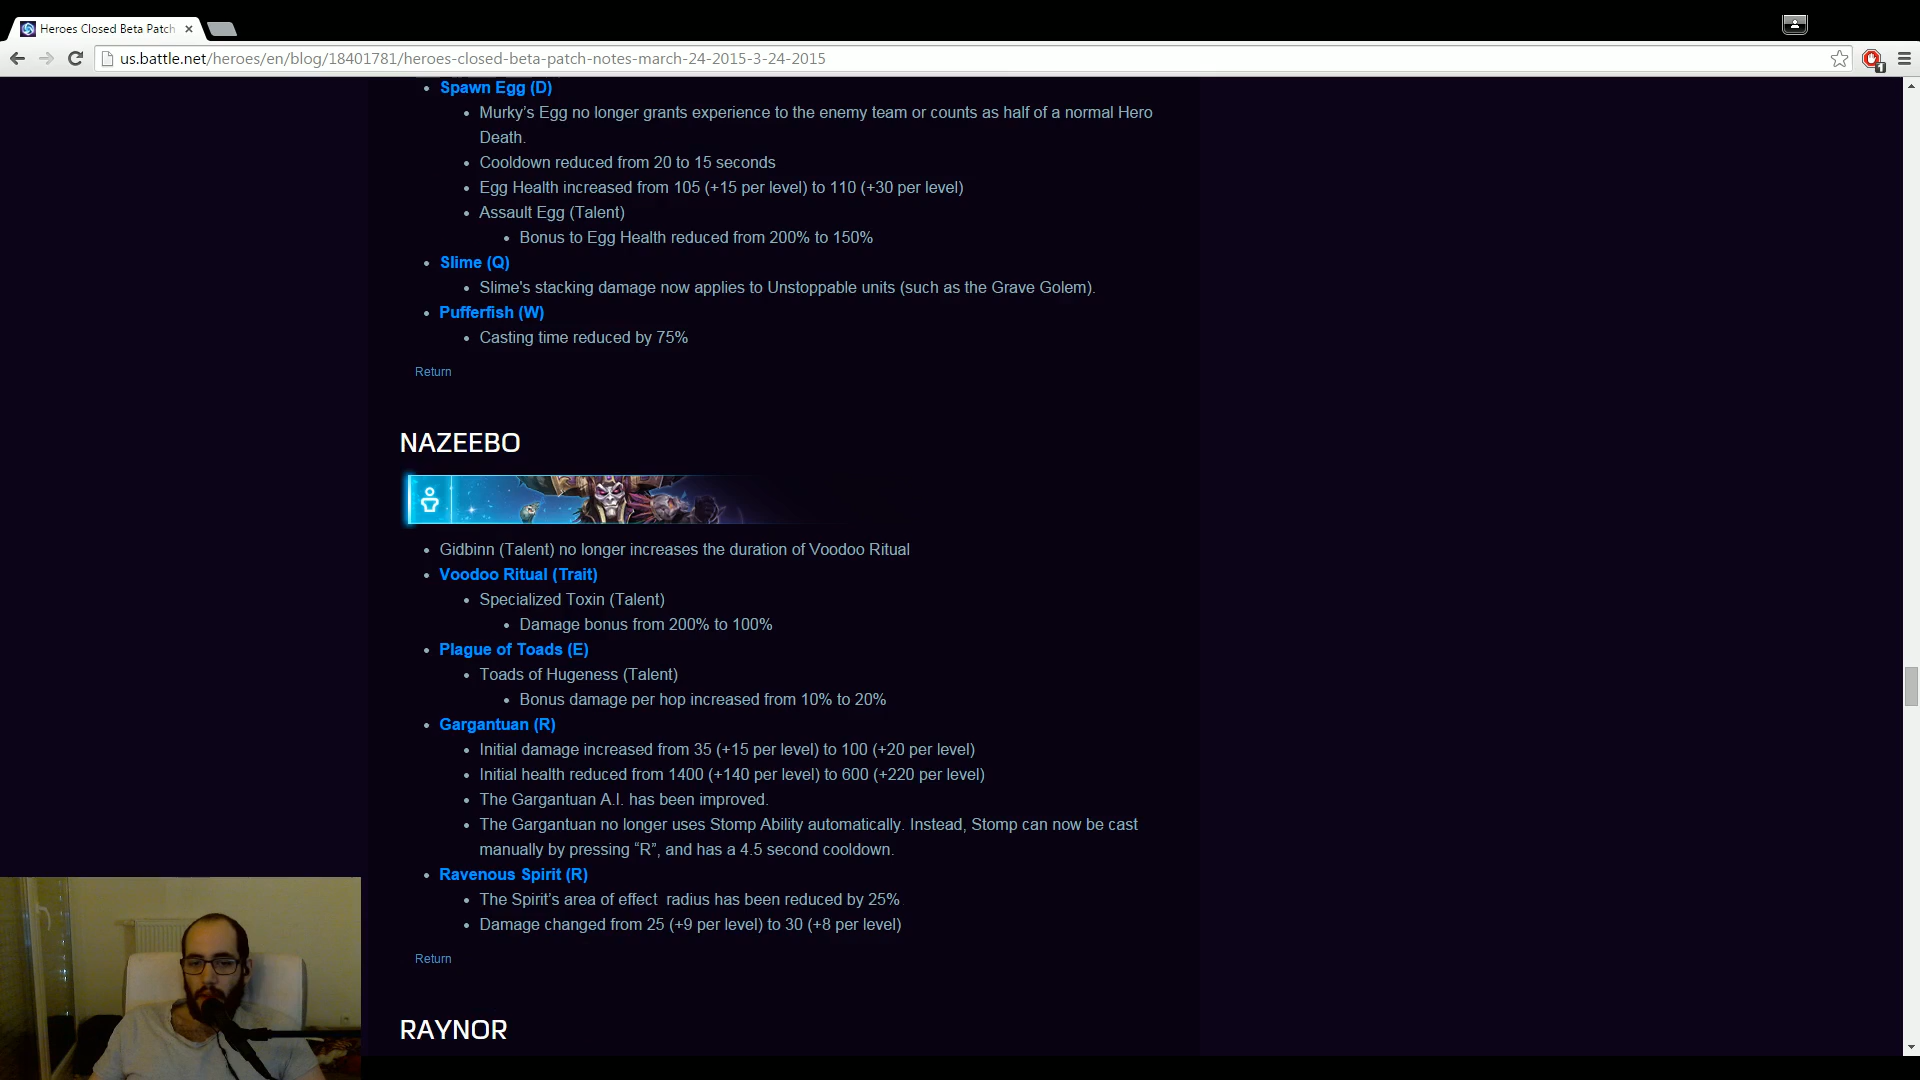 Heroes Closed Beta Patch
us.battle.net/heroes/en/blog/18401781/heroes-closed-beta-patch-notes-march-24-2015-3-24-2015
1
Spawn Egg (D)
Murky’s Egg no longer grants experience to the enemy team or counts as half of a normal Hero
Death.
Cooldown reduced from 20 to 15 seconds
Egg Health increased from 105 (+15 per level) to 110 (+30 per level)
Assault Egg (Talent)
Bonus to Egg Health reduced from 200% to 150%
Slime (Q)
Slime's stacking damage now applies to Unstoppable units (such as the Grave Golem).
Pufferfish (W)
Casting time reduced by 75%
Return
NAZEEBO
Gidbinn (Talent) no longer increases the duration of Voodoo Ritual
Voodoo Ritual (Trait)
Specialized Toxin (Talent)
Damage bonus from 200% to 100%
Plague of Toads (E)
Toads of Hugeness (Talent)
Bonus damage per hop increased from 10% to 20%
Gargantuan (R)
Initial damage increased from 35 (+15 per level) to 100 (+20 per level)
Initial health reduced from 1400 (+140 per level) to 600 (+220 per level)
The Gargantuan A.I. has been improved.
The Gargantuan no longer uses Stomp Ability automatically. Instead, Stomp can now be cast
manually by pressing “R”, and has a 4.5 second cooldown.
Ravenous Spirit (R)
The Spirit’s area of effect  radius has been reduced by 25%
Damage changed from 25 (+9 per level) to 30 (+8 per level)
Return
RAYNOR